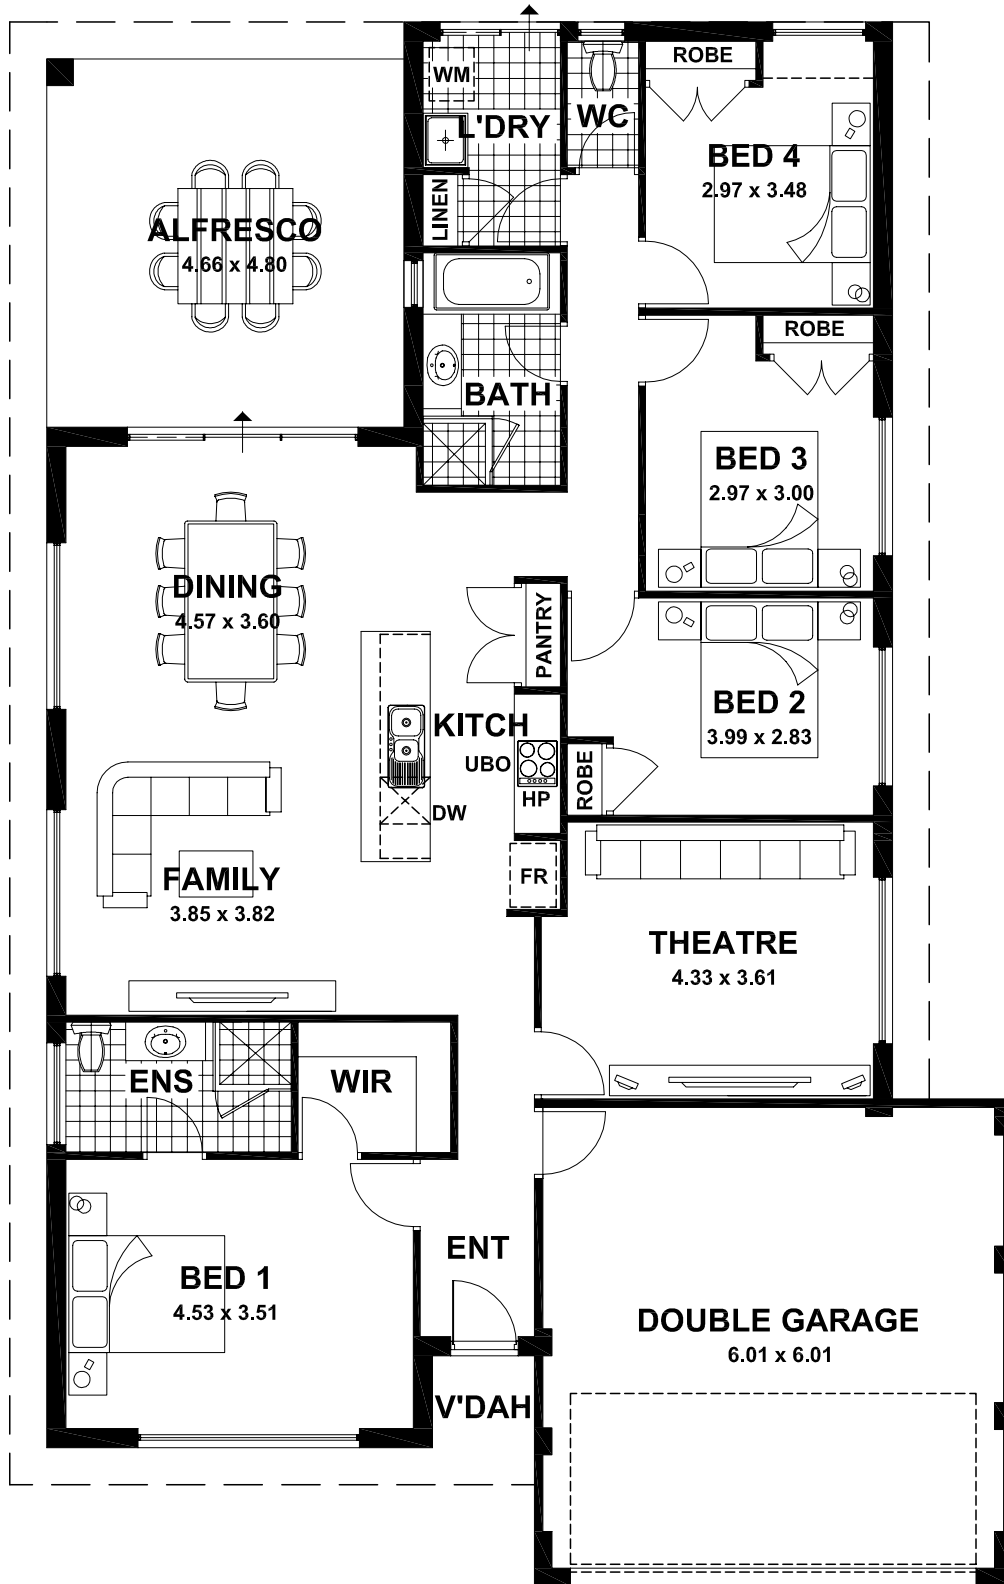 ROBE
WM
L'DRY
WC
BED 4
2.97 x 3.48
LINEN
ALFRESCO
4.66 x 4.80
ROBE
BATH
BED 3
2.97 x 3.00
DINING
4.57 x 3.60
PANTRY
BED 2
3.99 x 2.83
KITCH
UBO
HP
ROBE
DW
FAMILY
3.85 x 3.82
FR
THEATRE
4.33 x 3.61
ENS
WIR
ENT
BED 1
4.53 x 3.51
DOUBLE GARAGE
6.01 x 6.01
V'DAH